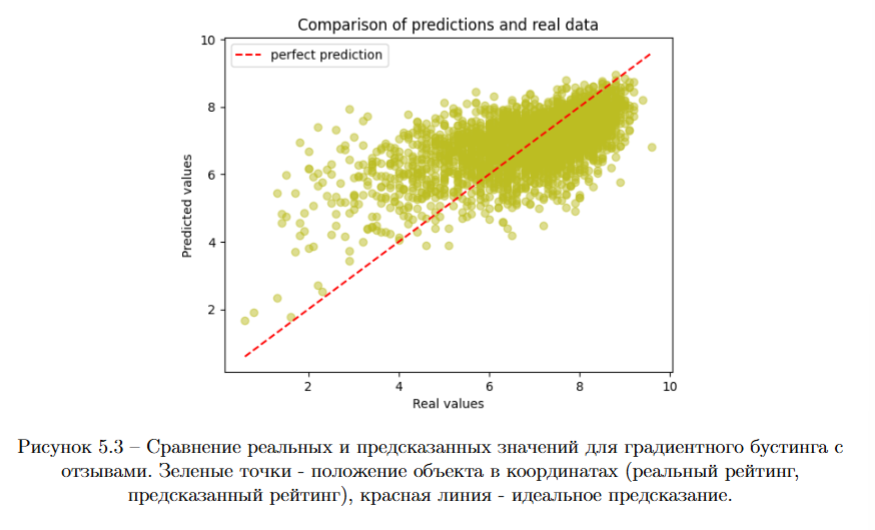 Comparison of predictions and real data
perfect prediction
10
8
6
4
2
Predicted values
2 4 6 8 10
Real values
Рисунок 5.3 – Сравнение реальных и предсказанных значений для градиентного бустинга с
отзывами. Зеленые точки - положение объекта в координатах (реальный рейтинг,
предсказанный рейтинг), красная линия - идеальное предсказание.